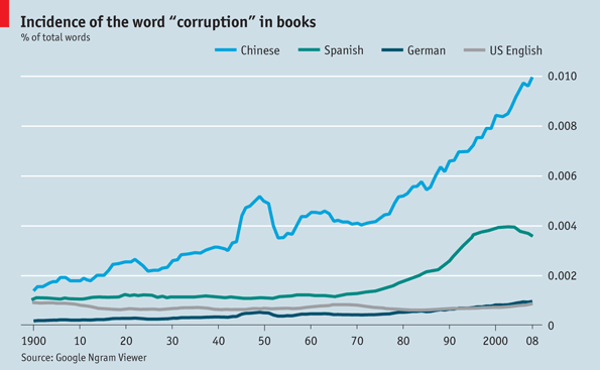 Incidence of the word “corruption” in books
% of total words
Chinese Spanish German US English
0.010
0.008
0.006
0.004
0.002
0
1900 10 20 30 40 50 60 70 80 90 2000 08
Source: Google Ngram Viewer